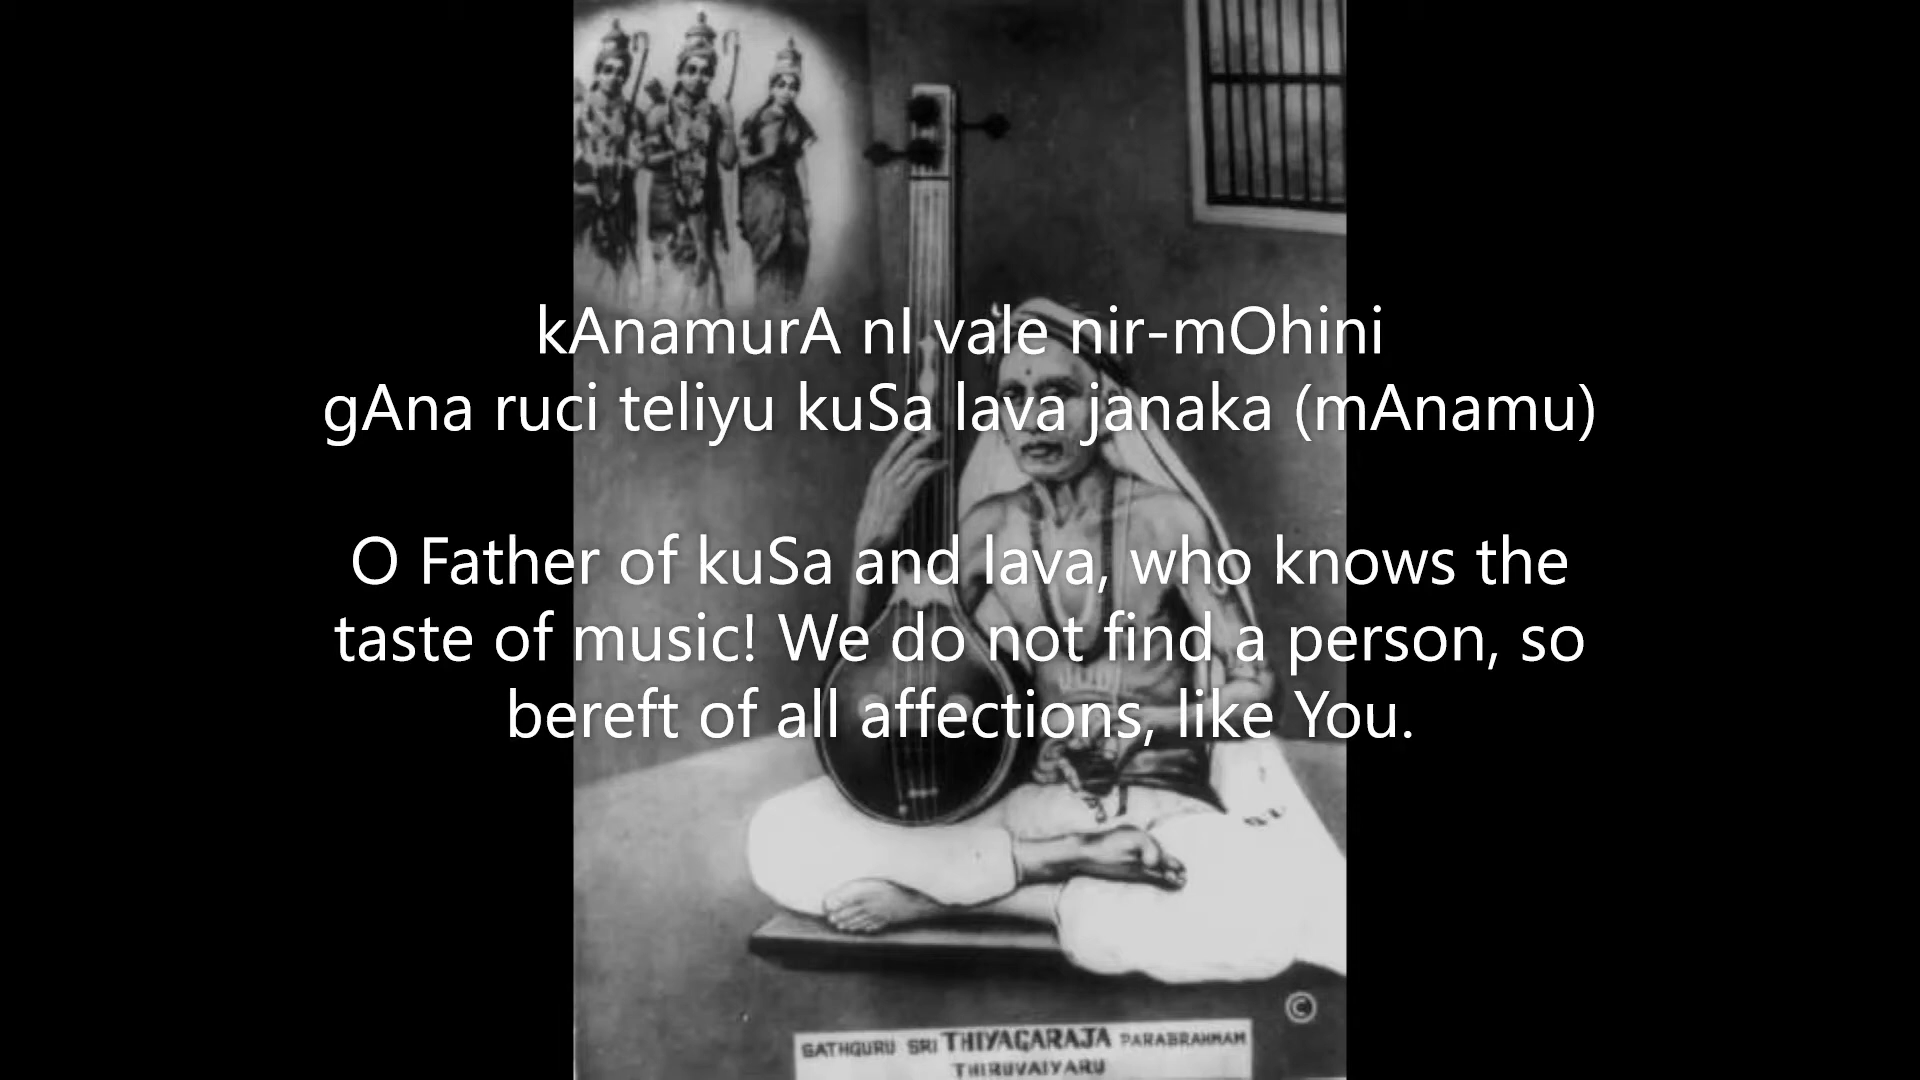 kAnamurA nI vale nir-mOhini
gAna ruci teliyu kuSa lava janaka (mAnamu)
O Father of kuSa and lava, who knows the
taste of music! We do not find a person, so
bereft of all affections, like You.
©
SATHGURU SRI THIYAGARAJA PARABRAHMAM
THIRUVAIYARU